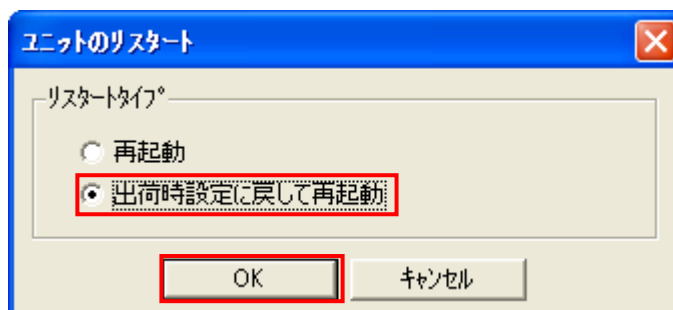 ユニットのリスタート
リスタートタイプ
再起動
出荷時設定に戻して再起動
OK
キャンセル